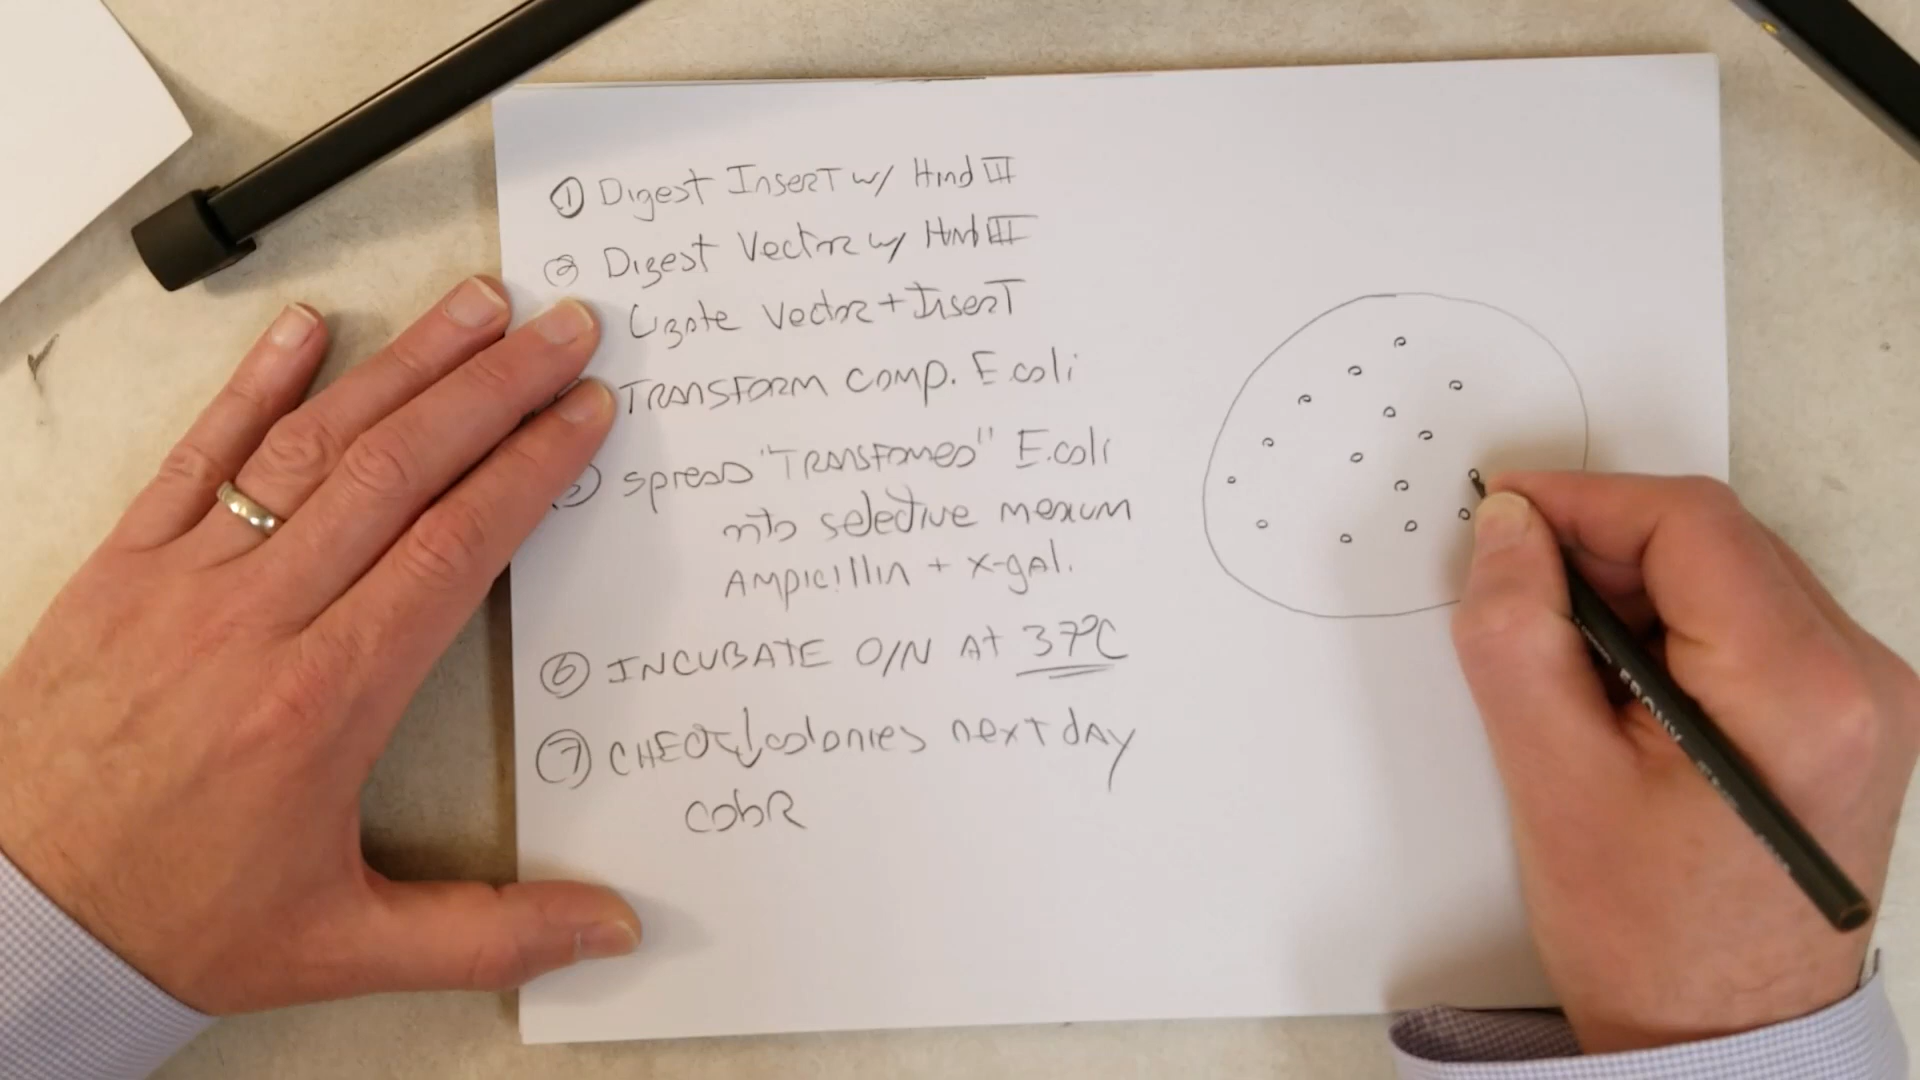 ① Digest Insert w/ Hind III
② Digest Vector w/ Hind III
Ligate Vector + Insert
TRANSFORM comp. E.coli
spread "TRANSFORMED" E.coli
onto selective medium
Ampicillin + x-gal.
⑥ INCUBATE O/N At 37°C
⑦ CHECK colonies next day
color
EBONY